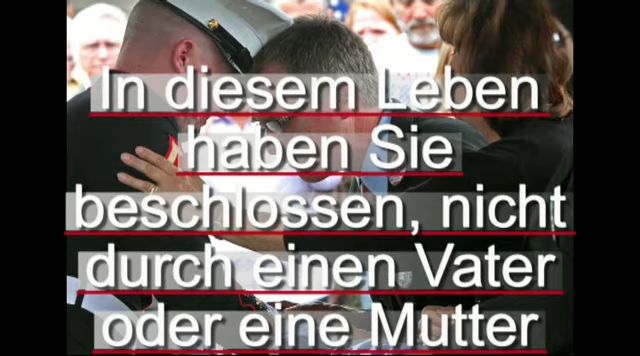 In diesem Leben
haben Sie
beschlossen, nicht
durch einen Vater
oder eine Mutter